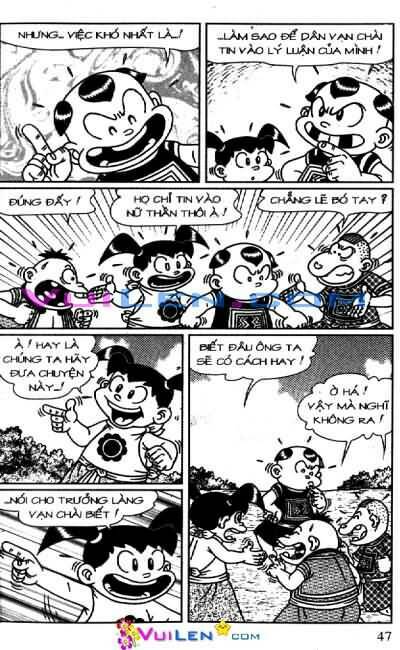 NHƯNG... VIỆC KHÓ NHẤT LÀ...!
...LÀM SAO ĐỂ DÂN VẠN CHÀI
TIN VÀO LÝ LUẬN CỦA MÌNH!
ĐÚNG ĐẤY!
HỌ CHỈ TIN VÀO
NỮ THẦN THÔI À!
CHẲNG LẼ BÓ TAY?
VUILEN.COM
À! HAY LÀ
CHÚNG TA HÃY
ĐƯA CHUYỆN
NÀY...!
BIẾT ĐÂU ÔNG TA
SẼ CÓ CÁCH HAY!
Ờ HÁ!
VẬY MÀ NGHĨ
KHÔNG RA!
...NÓI CHO TRƯỞNG LÀNG
VẠN CHÀI BIẾT!
47
VUILEN.COM